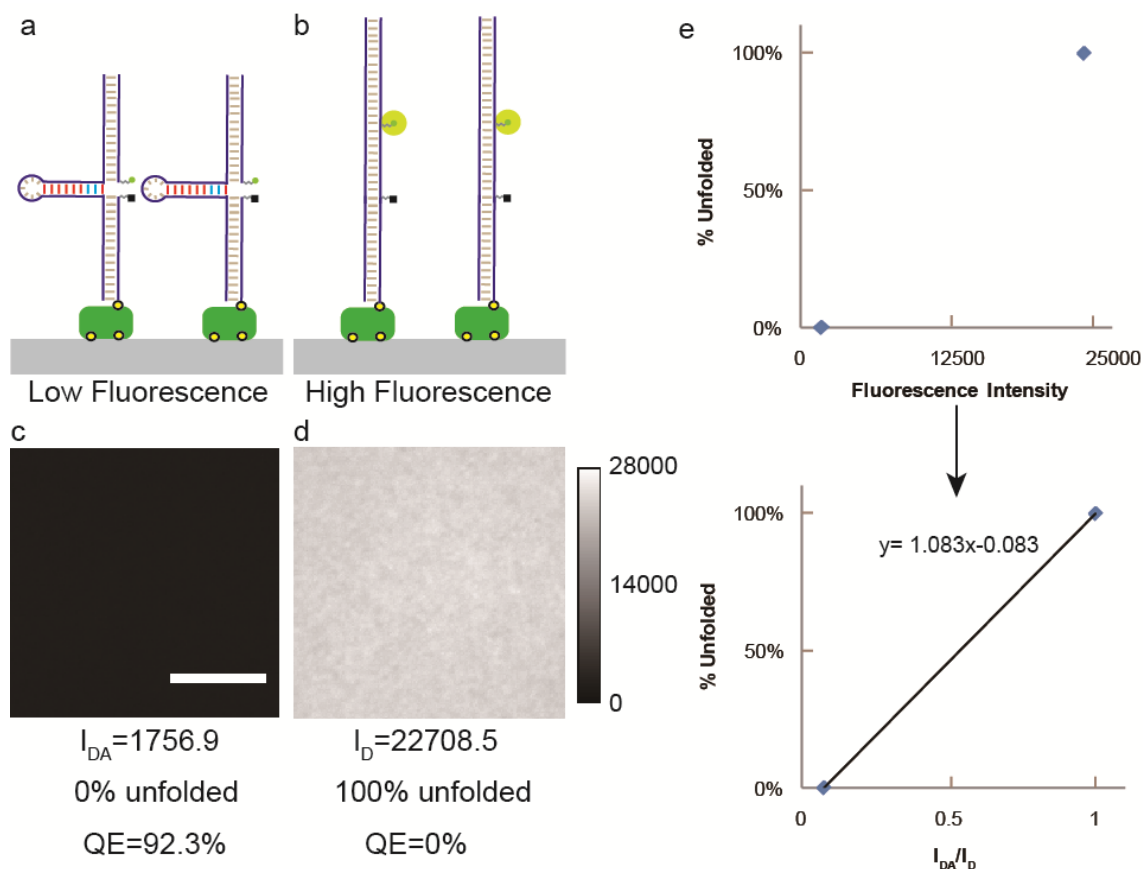 a
b
Low Fluorescence
High Fluorescence
c
d
28000
14000
0
I_DA=1756.9
0% unfolded
QE=92.3%
I_D=22708.5
100% unfolded
QE=0%
e
% Unfolded
100%
50%
0%
0
12500
25000
Fluorescence Intensity
% Unfolded
100%
y= 1.083x-0.083
50%
0%
0
0.5
1
I_DA/I_D